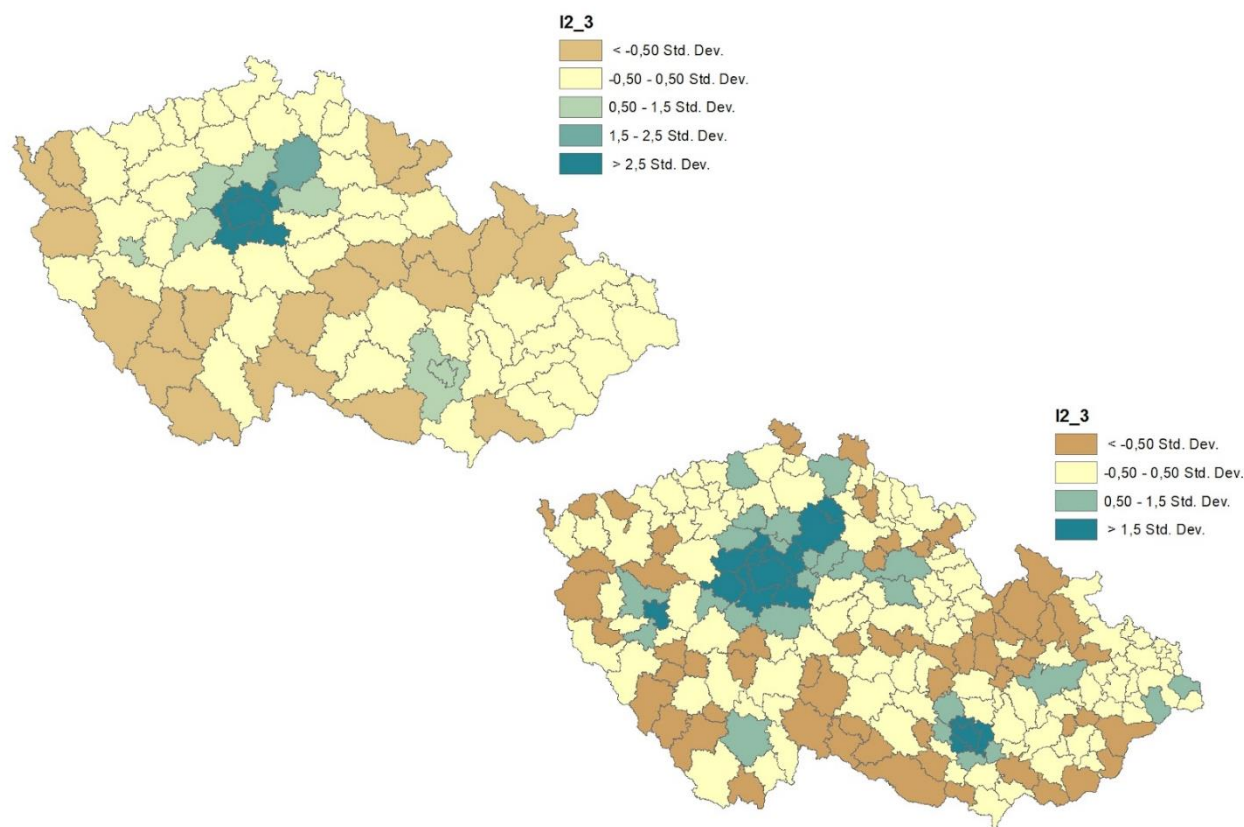 I2_3
< -0,50 Std. Dev.
-0,50 - 0,50 Std. Dev.
0,50 - 1,5 Std. Dev.
1,5 - 2,5 Std. Dev.
> 2,5 Std. Dev.
I2_3
< -0,50 Std. Dev.
-0,50 - 0,50 Std. Dev.
0,50 - 1,5 Std. Dev.
> 1,5 Std. Dev.